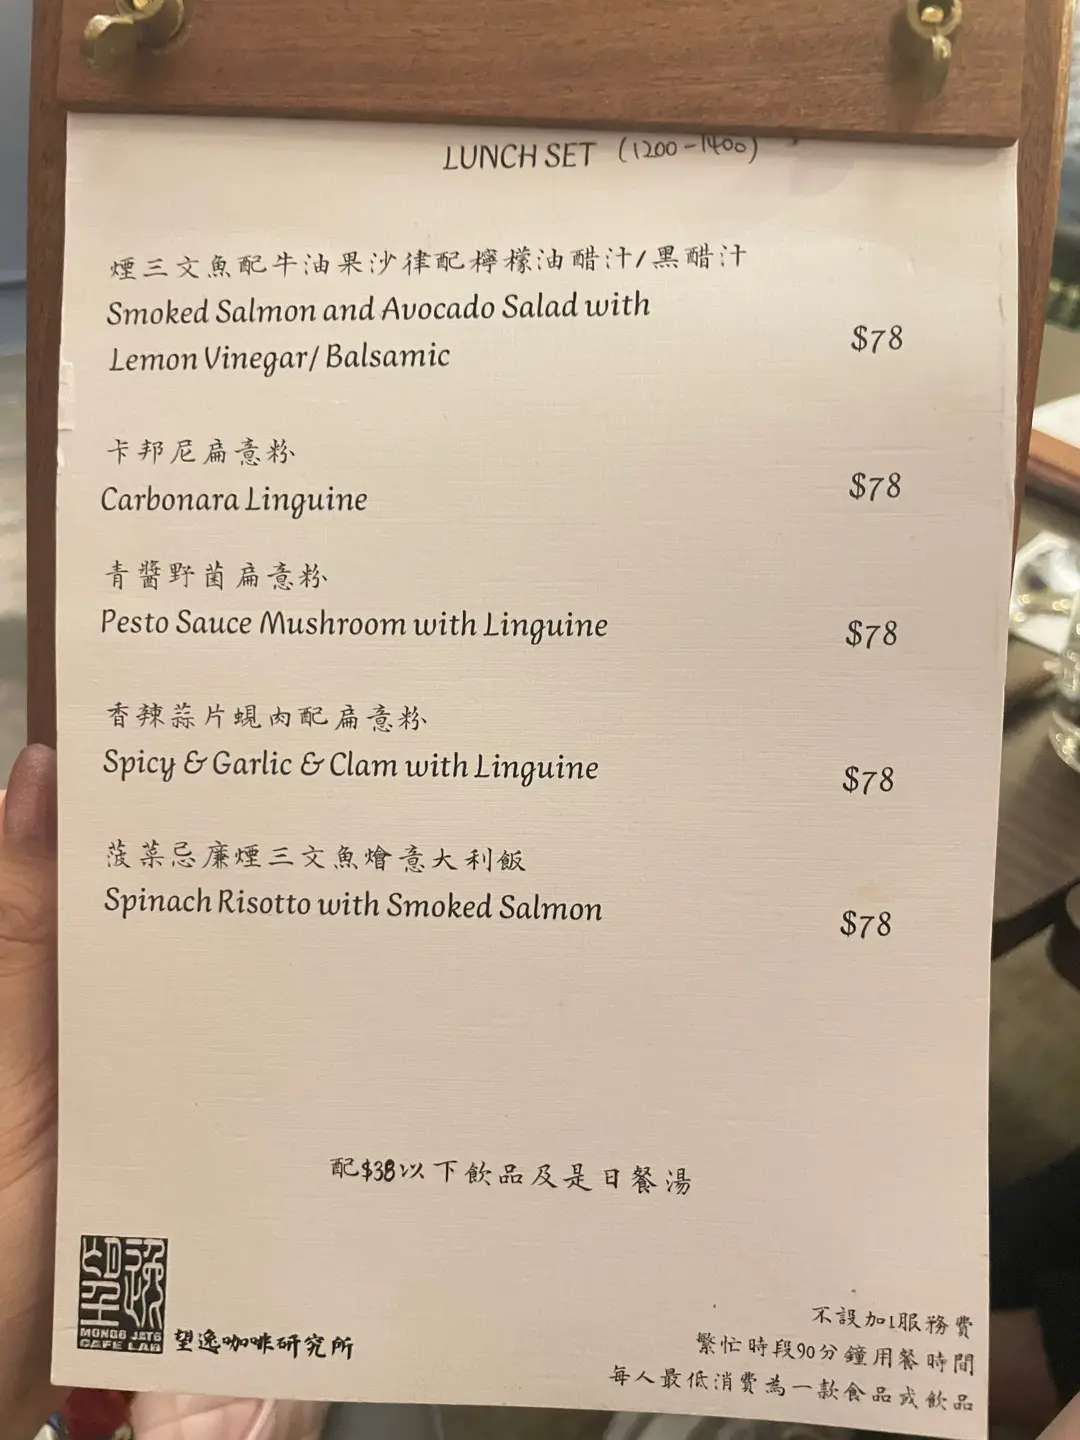 LUNCH SET (1200-1400)
煙三文魚配牛油果沙律配檸檬油醋汁/黑醋汁
Smoked Salmon and Avocado Salad with
Lemon Vinegar/ Balsamic
$78
卡邦尼扁意粉
Carbonara Linguine
$78
青醬野菌扁意粉
Pesto Sauce Mushroom with Linguine
$78
香辣蒜片蜆肉配扁意粉
Spicy & Garlic & Clam with Linguine
$78
菠菜忌廉煙三文魚燴意大利飯
Spinach Risotto with Smoked Salmon
$78
配$38以下飲品及是日餐湯
望逸
CAFE LAB
望逸咖啡研究所
不設加1服務費
繁忙時段90分鐘用餐時間
每人最低消費為一款食品或飲品